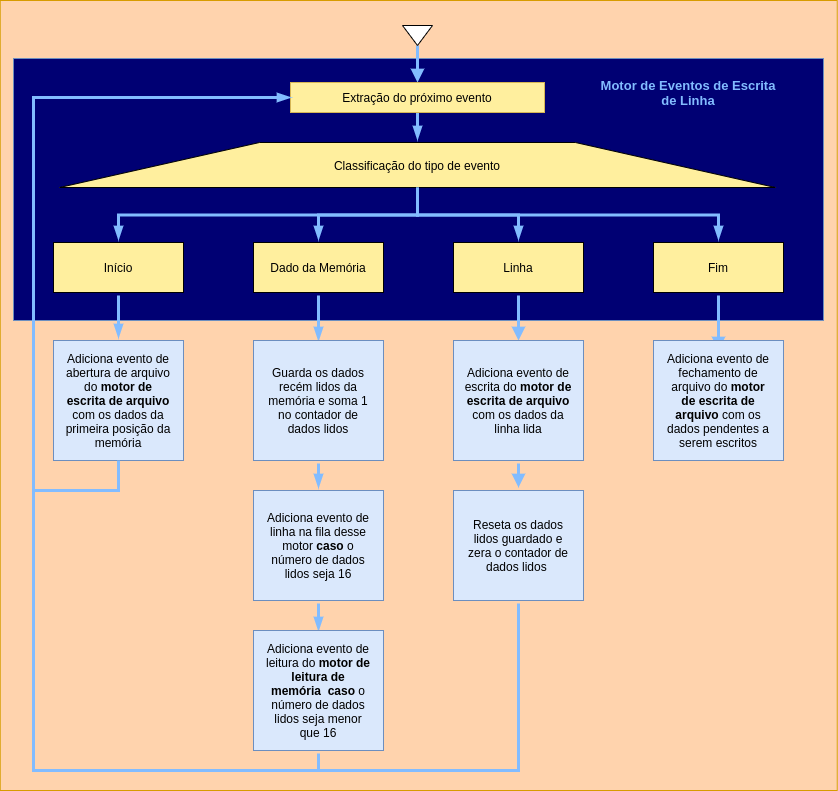 Motor de Eventos de Escrita
de Linha
Extração do próximo evento
Classificação do tipo de evento
Início
Dado da Memória
Linha
Fim
Adiciona evento de
abertura de arquivo
do motor de
escrita de arquivo
com os dados da
primeira posição da
memória
Guarda os dados
recém lidos da
memória e soma 1
no contador de
dados lidos
Adiciona evento de
escrita do motor de
escrita de arquivo
com os dados da
linha lida
Adiciona evento de
fechamento de
arquivo do motor
de escrita de
arquivo com os
dados pendentes a
serem escritos
Adiciona evento de
linha na fila desse
motor caso o
número de dados
lidos seja 16
Reseta os dados
lidos guardado e
zera o contador de
dados lidos
Adiciona evento de
leitura do motor de
leitura de
memória caso o
número de dados
lidos seja menor
que 16